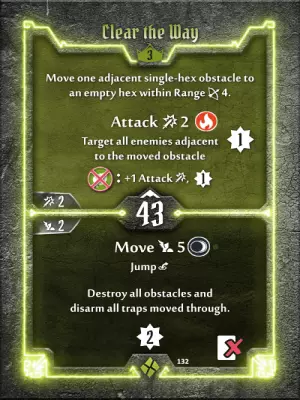 Clear the Way
3
Move one adjacent single-hex obstacle to
an empty hex within Range 4.
Attack 2
Target all enemies adjacent
to the moved obstacle
1
: +1 Attack , 1
2
43
2
Move 5
Jump
Destroy all obstacles and
disarm all traps moved through.
2
132